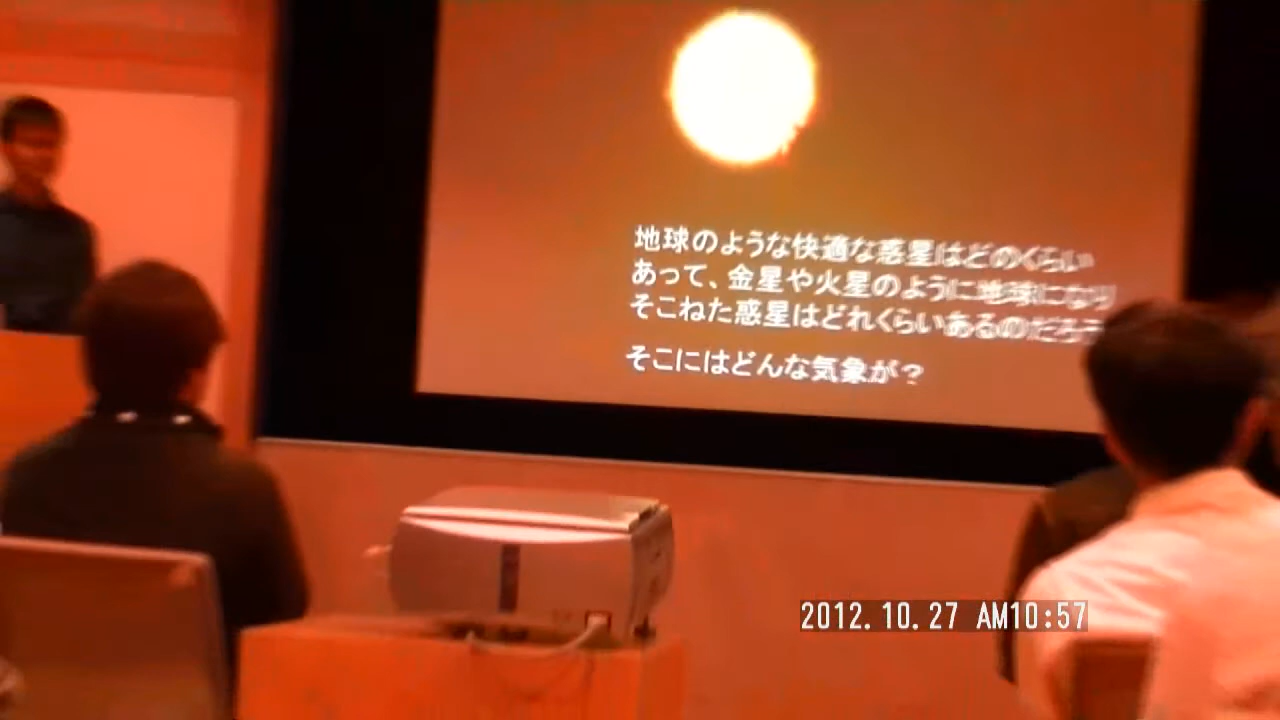 地球のような快適な惑星はどのくらい
あって、金星や火星のように地球になり
そこねた惑星はどれくらいあるのだろう
そこにはどんな気象が？
2012.10.27 AM10:57